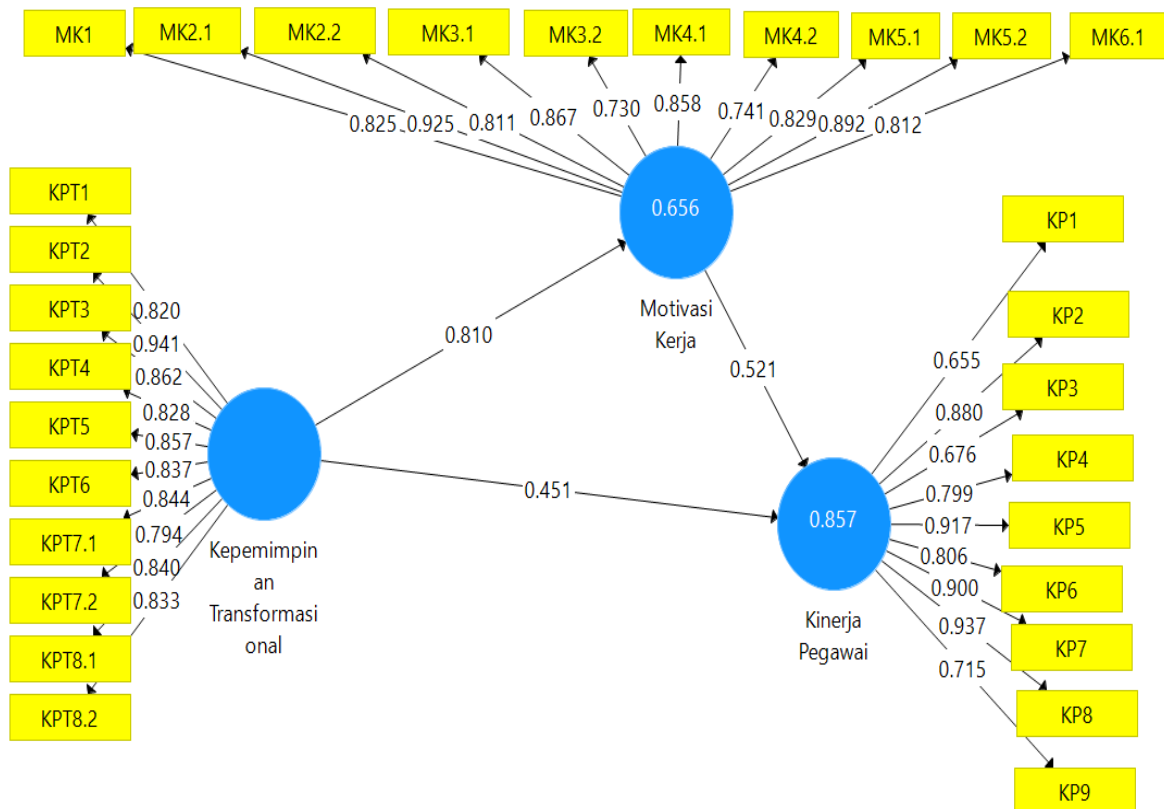 MK1
MK2.1
MK2.2
MK3.1
MK3.2
MK4.1
MK4.2
MK5.1
MK5.2
MK6.1
0.825
0.925
0.811
0.867
0.730
0.858
0.741
0.829
0.892
0.812
0.656
Motivasi
Kerja
KPT1
KPT2
KPT3
KPT4
KPT5
KPT6
KPT7.1
KPT7.2
KPT8.1
KPT8.2
0.820
0.941
0.862
0.828
0.857
0.837
0.844
0.794
0.840
0.833
Kepemimpin
an
Transformasi
onal
0.810
0.521
0.451
0.857
Kinerja
Pegawai
0.655
0.880
0.676
0.799
0.917
0.806
0.900
0.937
0.715
KP1
KP2
KP3
KP4
KP5
KP6
KP7
KP8
KP9